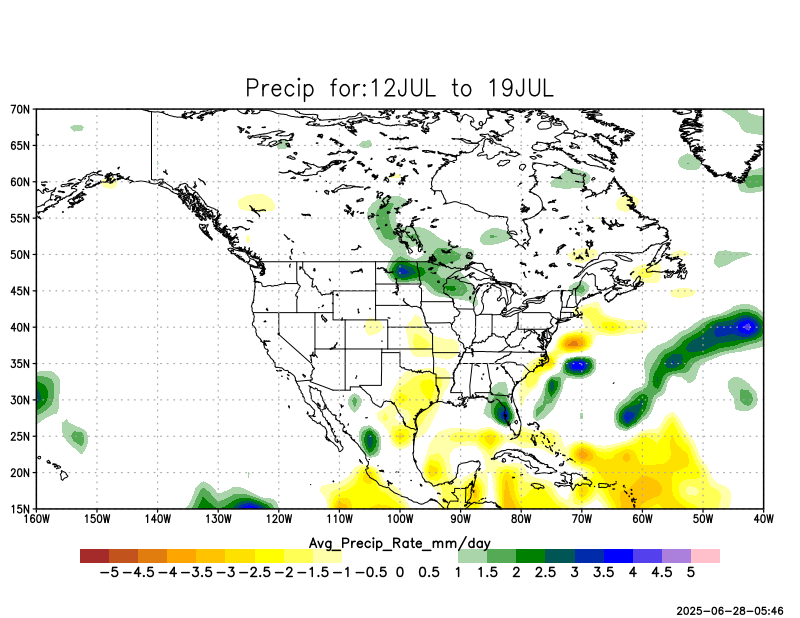 Precip for:12JUL to 19JUL
70N
65N
60N
55N
50N
45N
40N
35N
30N
25N
20N
15N
160W 150W 140W 130W 120W 110W 100W 90W 80W 70W 60W 50W 40W
Avg_Precip_Rate_mm/day
-5 -4.5 -4 -3.5 -3 -2.5 -2 -1.5 -1 -0.5 0 0.5 1 1.5 2 2.5 3 3.5 4 4.5 5
2025-06-28-05:46